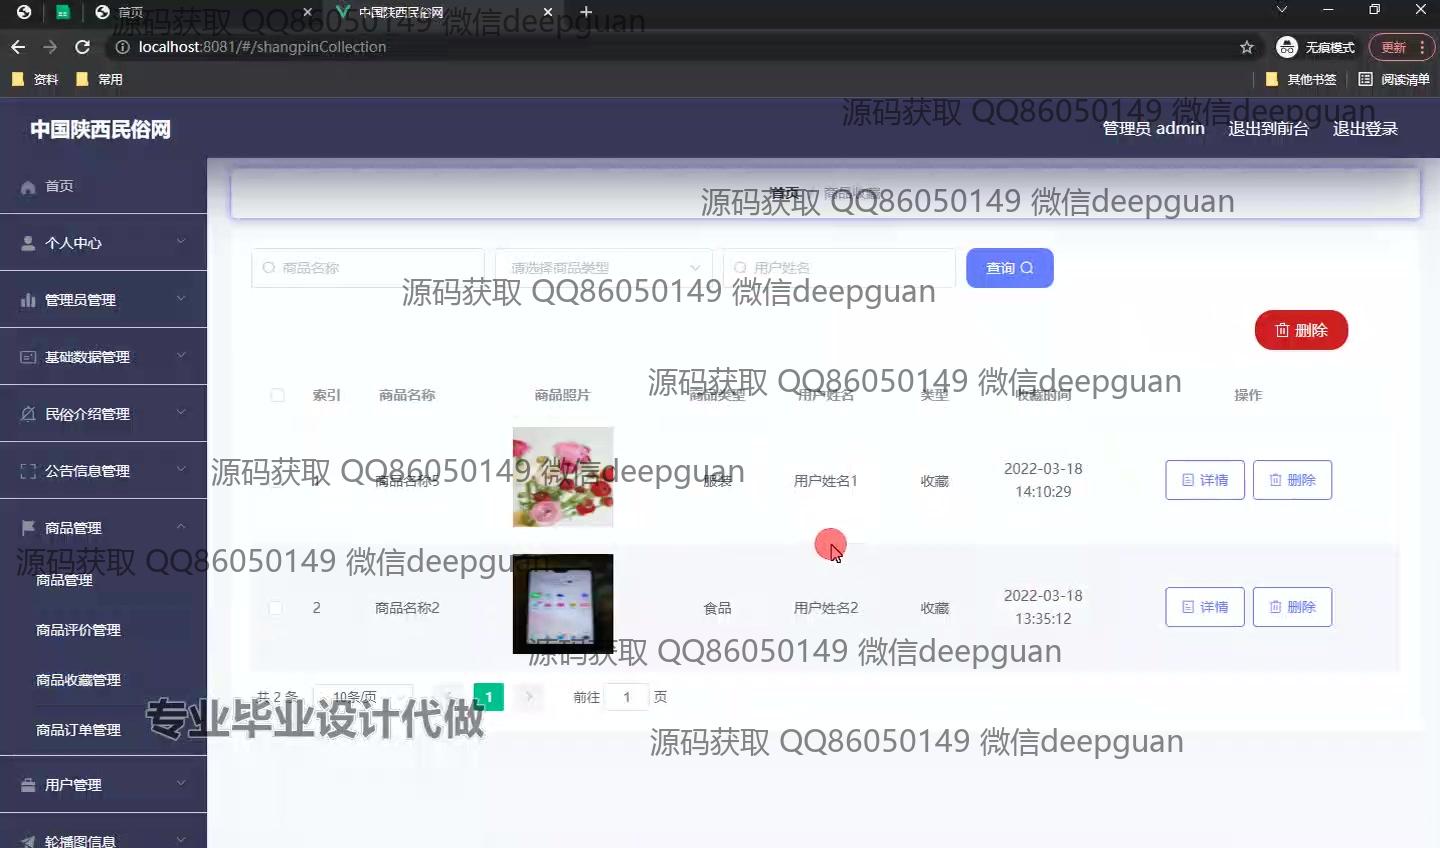 首页
中国陕西民俗网
源码获取 QQ86050149 微信deepguan
localhost:8081/#/shangpinCollection
无痕模式
更新
资料
常用
其他书签
阅读清单
源码获取 QQ86050149 微信deepguan
中国陕西民俗网
管理员 admin
退出到前台
退出登录
首页
首页
商品收藏
源码获取 QQ86050149 微信deepguan
个人中心
商品名称
请选择商品类型
用户姓名
查询
源码获取 QQ86050149 微信deepguan
管理员管理
删除
基础数据管理
源码获取 QQ86050149 微信deepguan
索引
商品名称
商品照片
商品类型
用户姓名
类型
收藏时间
操作
民俗介绍管理
公告信息管理
源码获取 QQ86050149 微信deepguan
1
商品名称5
服装
用户姓名1
收藏
2022-03-18
14:10:29
详情
删除
商品管理
源码获取 QQ86050149 微信deepguan
商品管理
2
商品名称2
食品
用户姓名2
收藏
2022-03-18
13:35:12
详情
删除
商品评价管理
源码获取 QQ86050149 微信deepguan
商品收藏管理
共 2 条
10条/页
1
前往
1
页
专业毕业设计代做
商品订单管理
源码获取 QQ86050149 微信deepguan
用户管理
轮播图信息